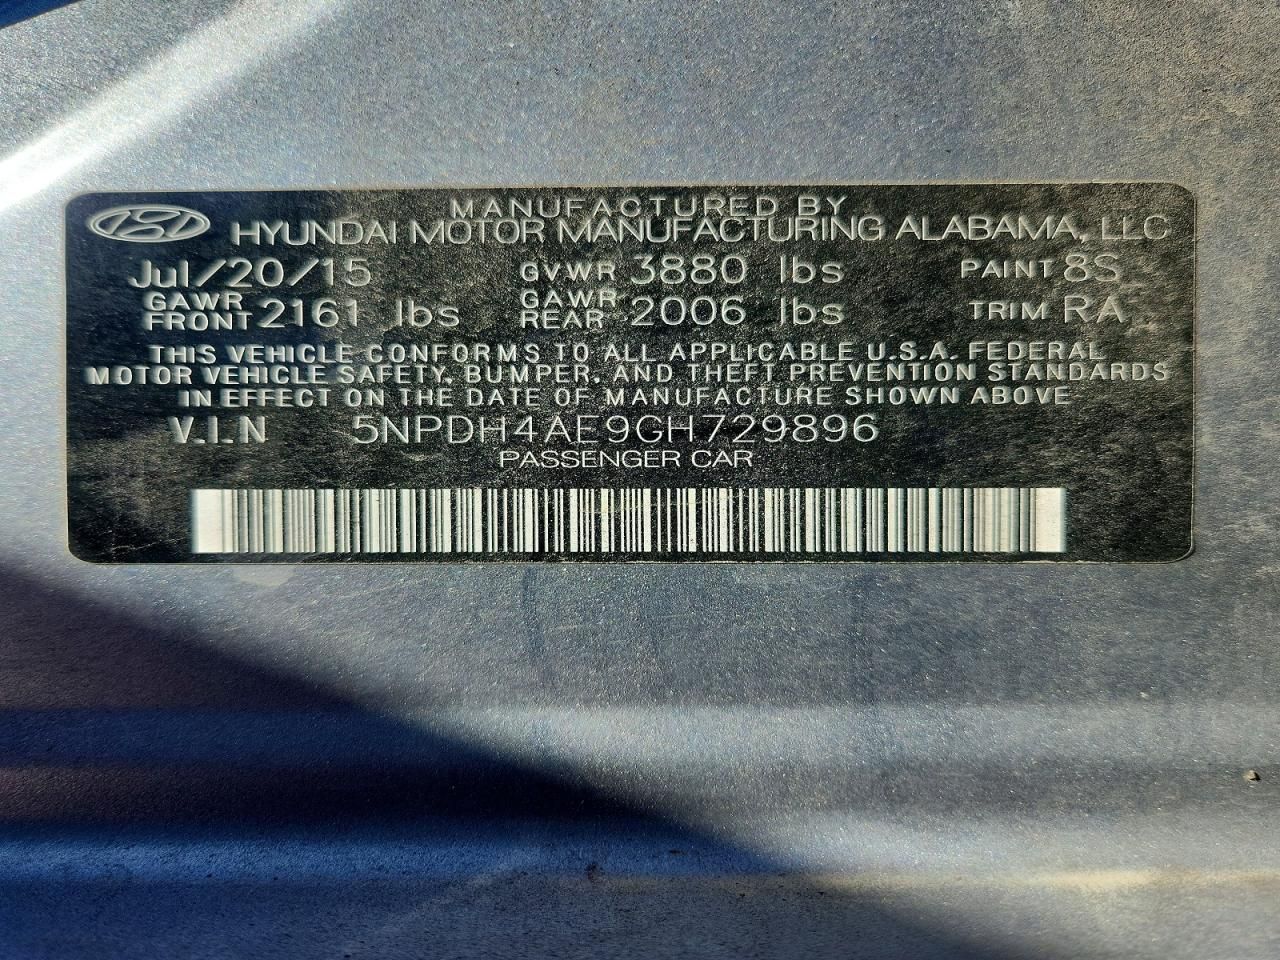 MANUFACTURED BY
HYUNDAI MOTOR MANUFACTURING ALABAMA, LLC
Jul/20/15 GVWR 3880 lbs PAINT 8S
GAWR FRONT 2161 lbs GAWR REAR 2006 lbs TRIM RA
THIS VEHICLE CONFORMS TO ALL APPLICABLE U.S.A. FEDERAL
MOTOR VEHICLE SAFETY, BUMPER, AND THEFT PREVENTION STANDARDS
IN EFFECT ON THE DATE OF MANUFACTURE SHOWN ABOVE
V.I.N 5NPDH4AE9GH729896
PASSENGER CAR